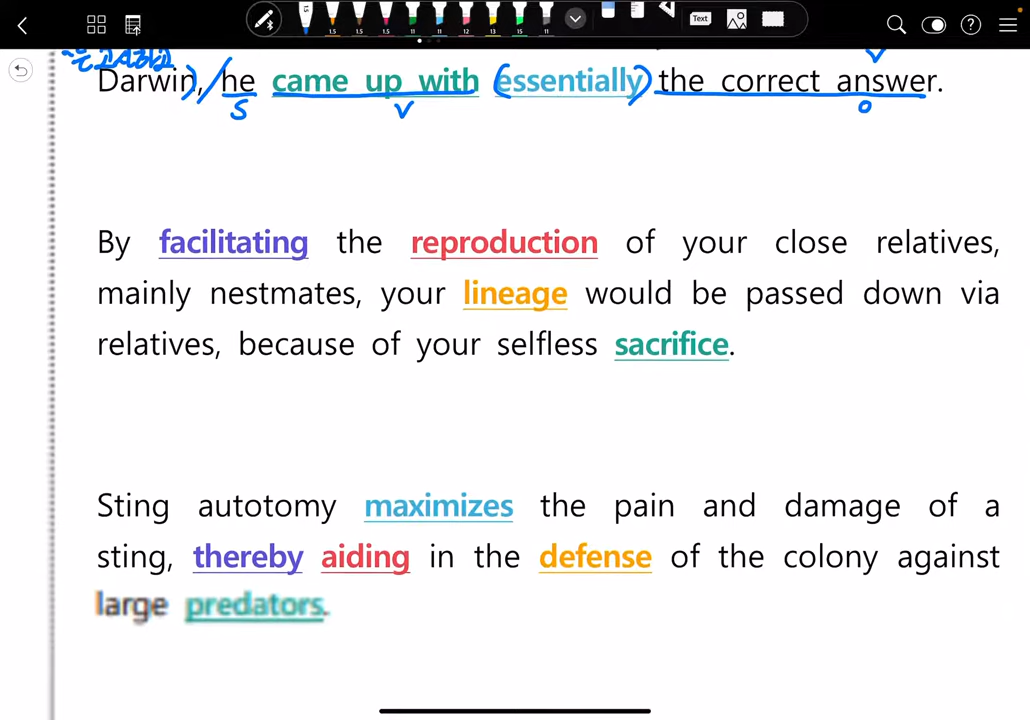 Text
Darwin), / he came up with (essentially) the correct answer.
S V O
By facilitating the reproduction of your close relatives,
mainly nestmates, your lineage would be passed down via
relatives, because of your selfless sacrifice.
Sting autotomy maximizes the pain and damage of a
sting, thereby aiding in the defense of the colony against
large predators.